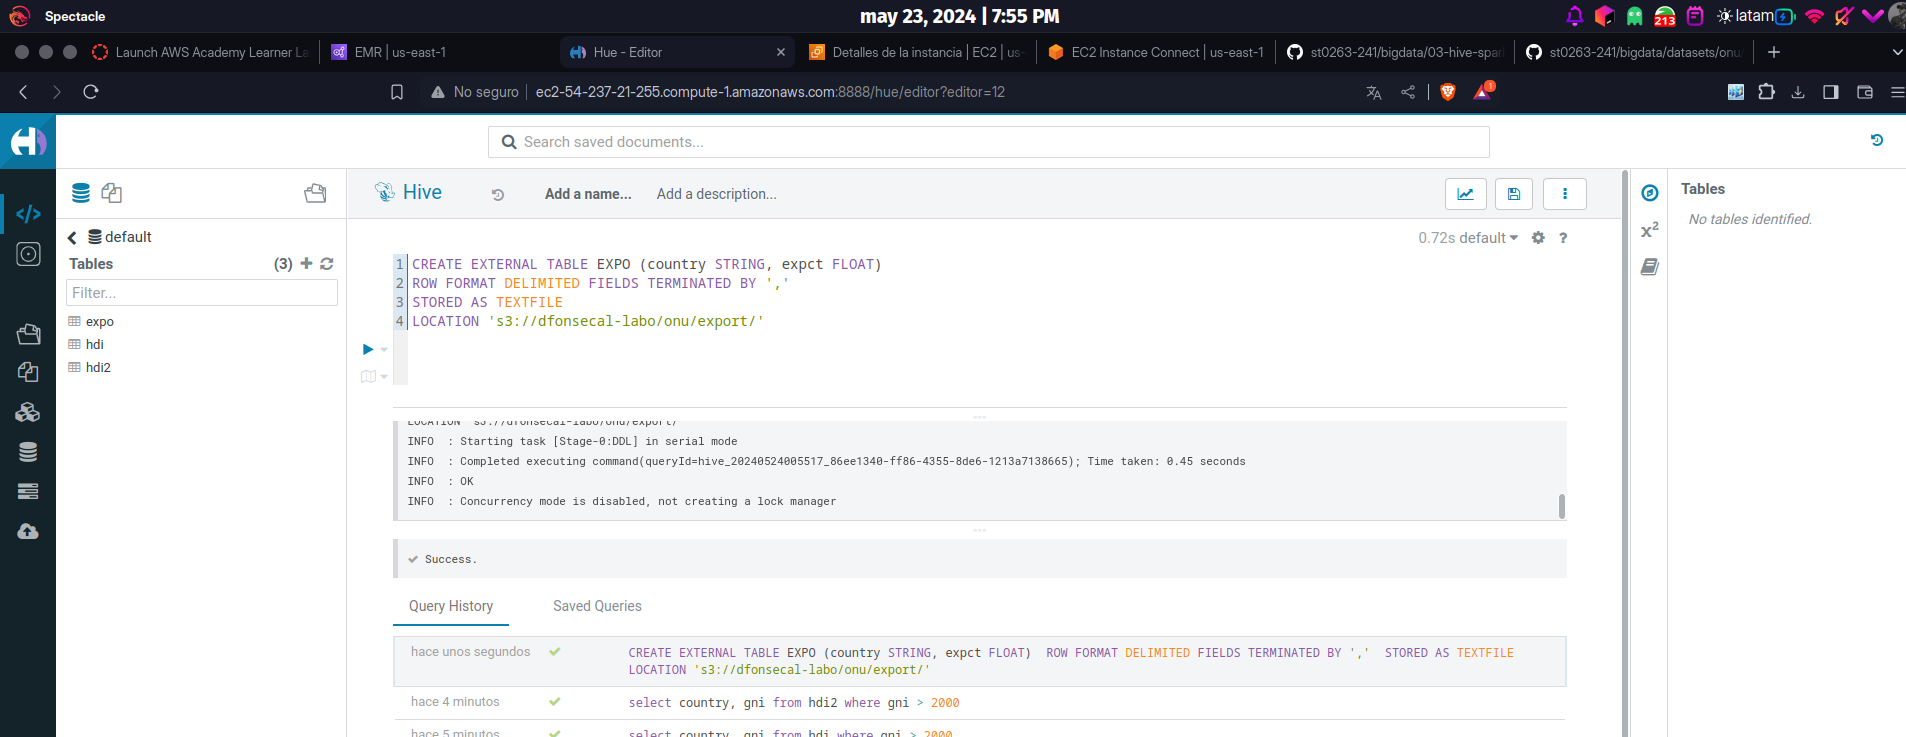 Spectacle
may 23, 2024 | 7:55 PM
213
latam
Launch AWS Academy Learner La
EMR | us-east-1
Hue - Editor
Detalles de la instancia | EC2 | us-
EC2 Instance Connect | us-east-1
st0263-241/bigdata/03-hive-spar
st0263-241/bigdata/datasets/onu/
No seguro
ec2-54-237-21-255.compute-1.amazonaws.com:8888/hue/editor?editor=12
1
Search saved documents...
Hive
Add a name...
Add a description...
Tables
No tables identified.
default
Tables
(3)
Filter...
expo
hdi
hdi2
0.72s default
?
x²
1 CREATE EXTERNAL TABLE EXPO (country STRING, expct FLOAT)
2 ROW FORMAT DELIMITED FIELDS TERMINATED BY ','
3 STORED AS TEXTFILE
4 LOCATION 's3://dfonsecal-labo/onu/export/'
LOCATION 's3://dfonsecal-labo/onu/export/'
INFO : Starting task [Stage-0:DDL] in serial mode
INFO : Completed executing command(queryId=hive_20240524005517_86ee1340-ff86-4355-8de6-1213a7138665); Time taken: 0.45 seconds
INFO : OK
INFO : Concurrency mode is disabled, not creating a lock manager
Success.
Query History
Saved Queries
hace unos segundos
CREATE EXTERNAL TABLE EXPO (country STRING, expct FLOAT) ROW FORMAT DELIMITED FIELDS TERMINATED BY ',' STORED AS TEXTFILE
LOCATION 's3://dfonsecal-labo/onu/export/'
hace 4 minutos
select country, gni from hdi2 where gni > 2000
hace 5 minutos
select country, gni from hdi where gni > 2000